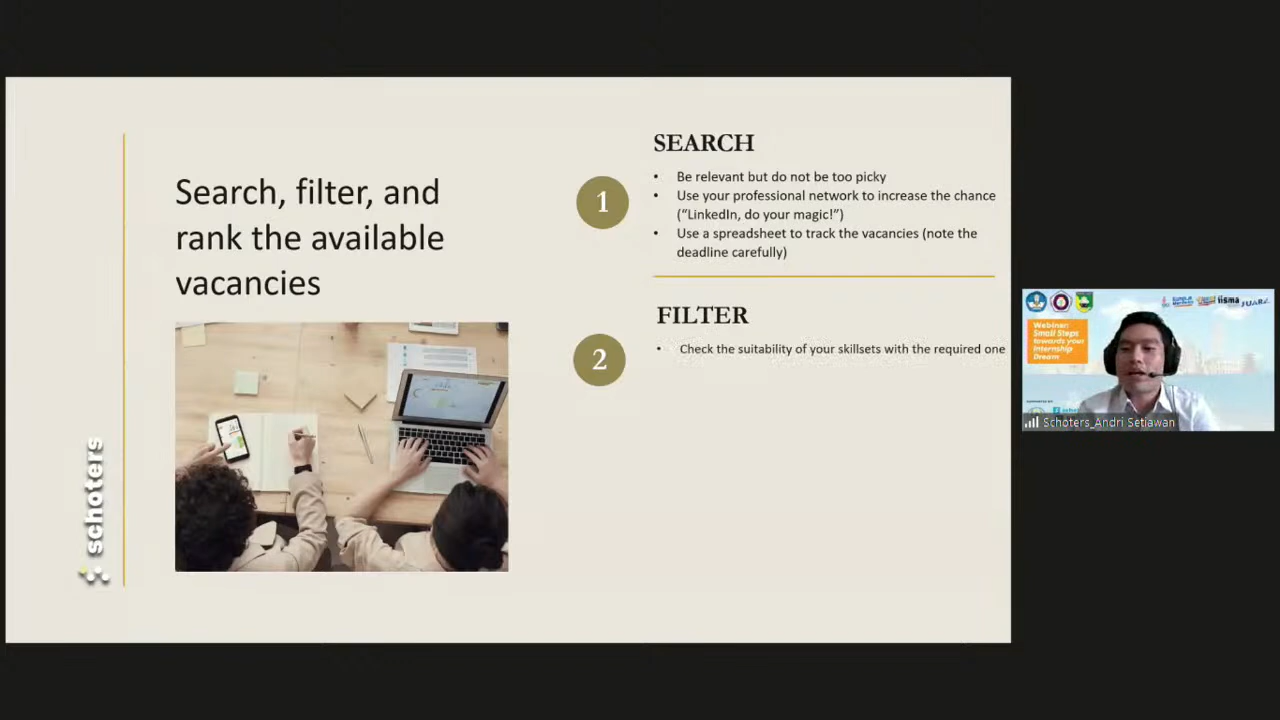 Search, filter, and
rank the available
vacancies
schoters
1
SEARCH
• Be relevant but do not be too picky
• Use your professional network to increase the chance
(“LinkedIn, do your magic!”)
• Use a spreadsheet to track the vacancies (note the
deadline carefully)
2
FILTER
• Check the suitability of your skillsets with the required one
iisma
Webinar:
Small Steps
towards your
Internship
Dream
Schoters_Andri Setiawan